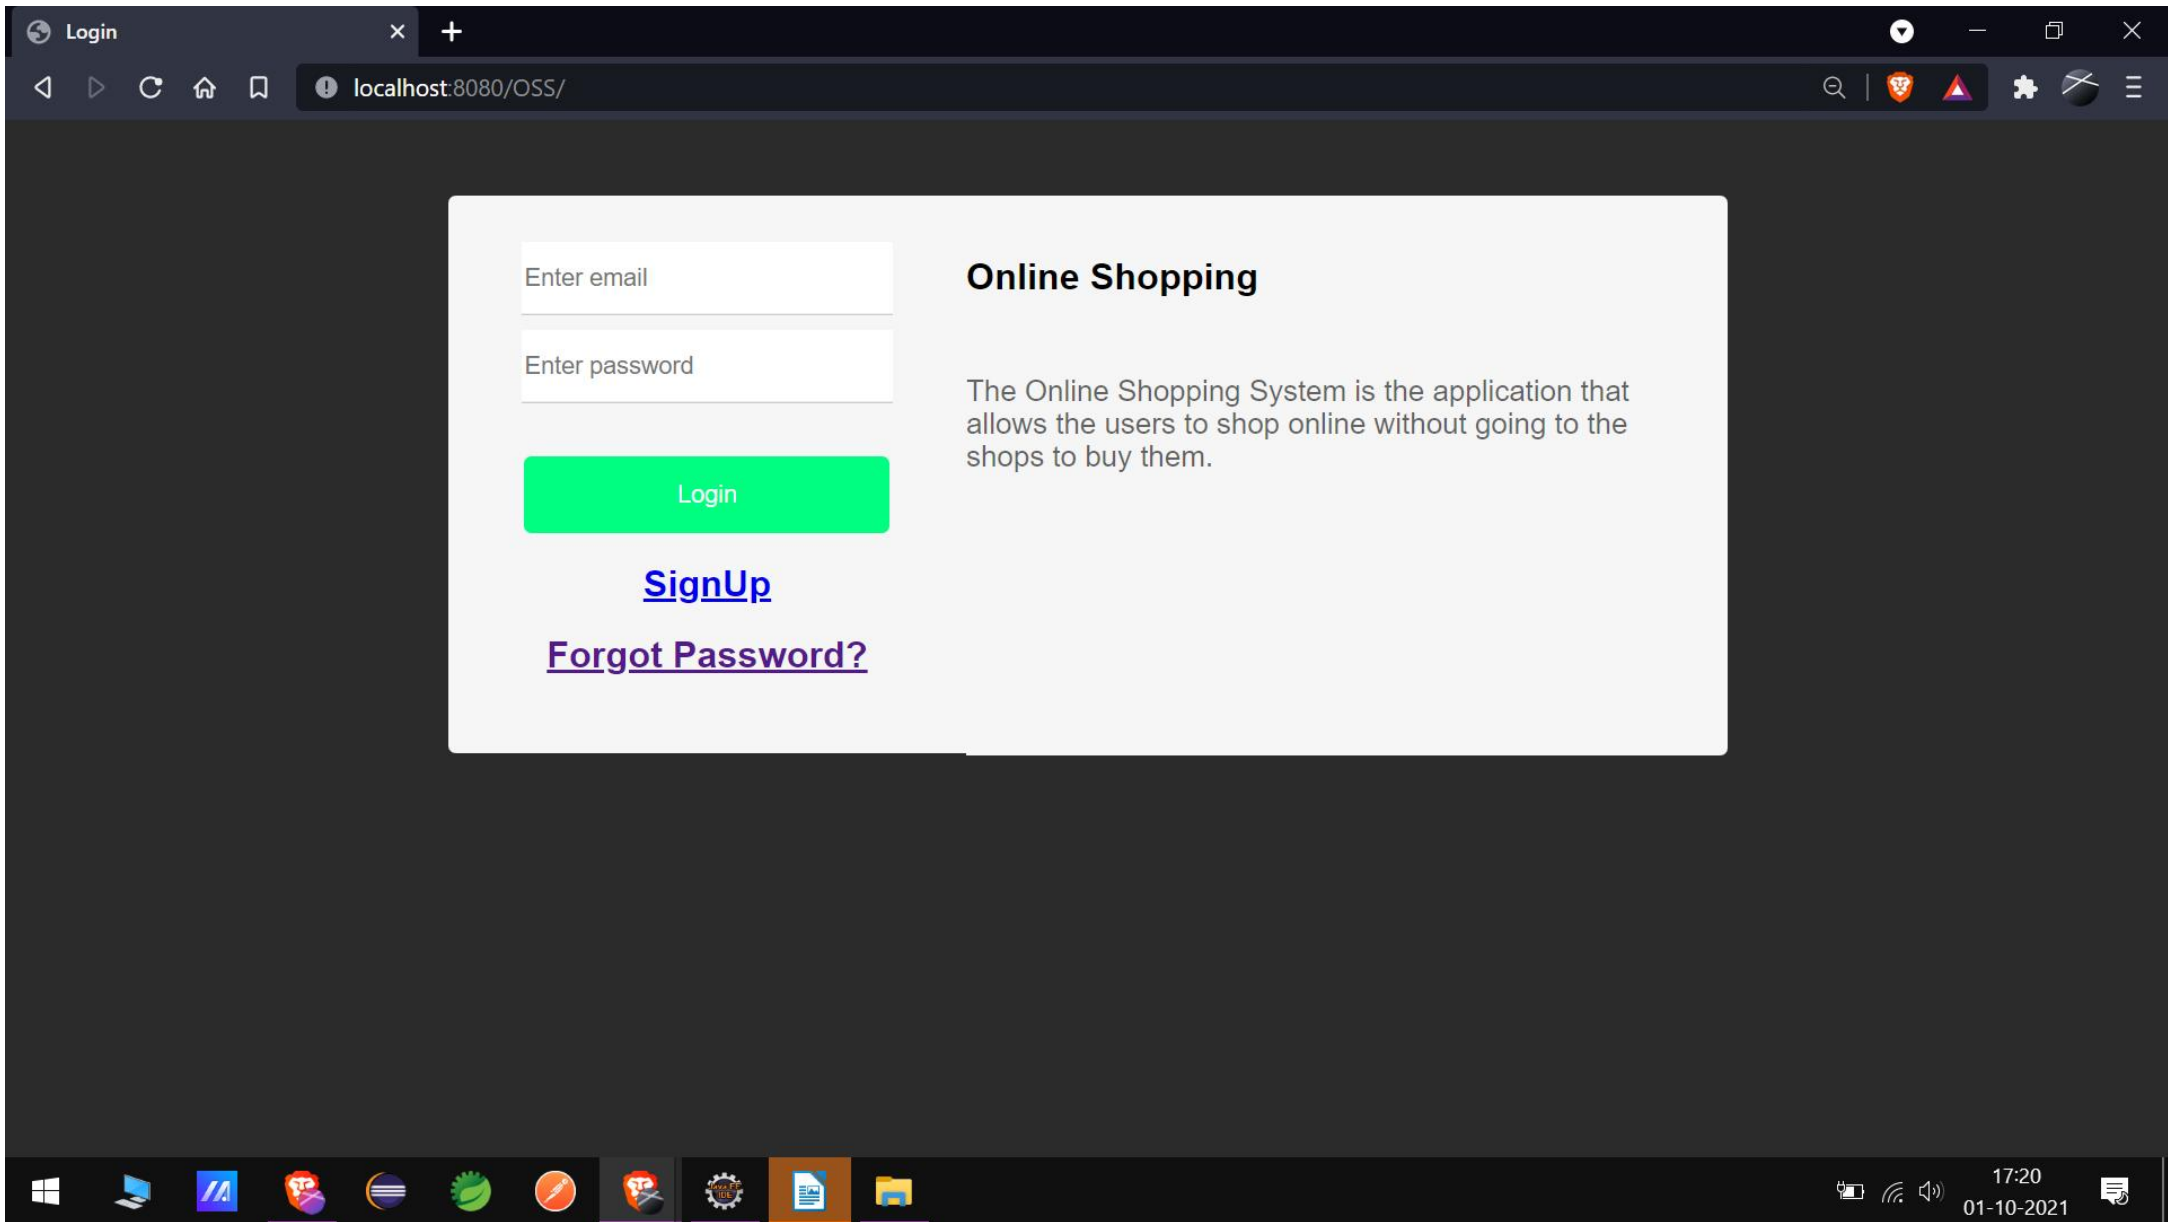 Login
localhost:8080/OSS/
Enter email
Enter password
Login
SignUp
Forgot Password?
Online Shopping
The Online Shopping System is the application that
allows the users to shop online without going to the
shops to buy them.
17:20
01-10-2021